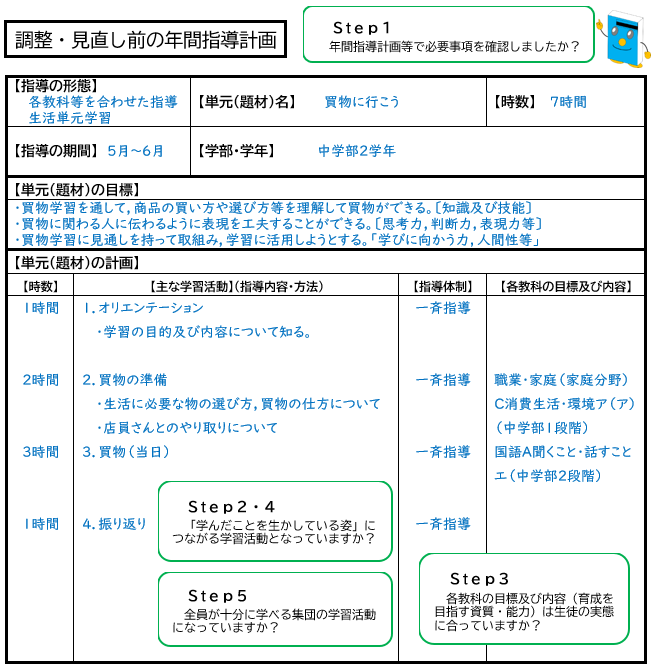 調整・見直し前の年間指導計画
Step1
年間指導計画等で必要事項を確認しましたか？
【指導の形態】
各教科等を合わせた指導
生活単元学習
【単元(題材)名】 買物に行こう
【時数】 7時間
【指導の期間】 5月～6月
【学部・学年】 中学部2学年
【単元(題材)の目標】
・買物学習を通して,商品の買い方や選び方等を理解して買物ができる。〔知識及び技能〕
・買物に関わる人に伝わるように表現を工夫することができる。〔思考力,判断力,表現力等〕
・買物学習に見通しを持って取組み,学習に活用しようとする。「学びに向かう力,人間性等」
【単元(題材)の計画】
【時数】 【主な学習活動】(指導内容・方法) 【指導体制】 【各教科の目標及び内容】
1時間 1.オリエンテーション 一斉指導
・学習の目的及び内容について知る。
2時間 2.買物の準備 一斉指導 職業・家庭(家庭分野)
・生活に必要な物の選び方,買物の仕方について C消費生活・環境ア(ア)
・店員さんとのやり取りについて (中学部1段階)
3時間 3.買物(当日) 一斉指導 国語A聞くこと・話すこと
エ(中学部2段階)
Step2・4
「学んだことを生かしている姿」に
つながる学習活動となっていますか？
1時間 4.振り返り 一斉指導
Step5
全員が十分に学べる集団の学習活動
になっていますか？
Step3
各教科の目標及び内容（育成を
目指す資質・能力）は生徒の実態
に合っていますか？